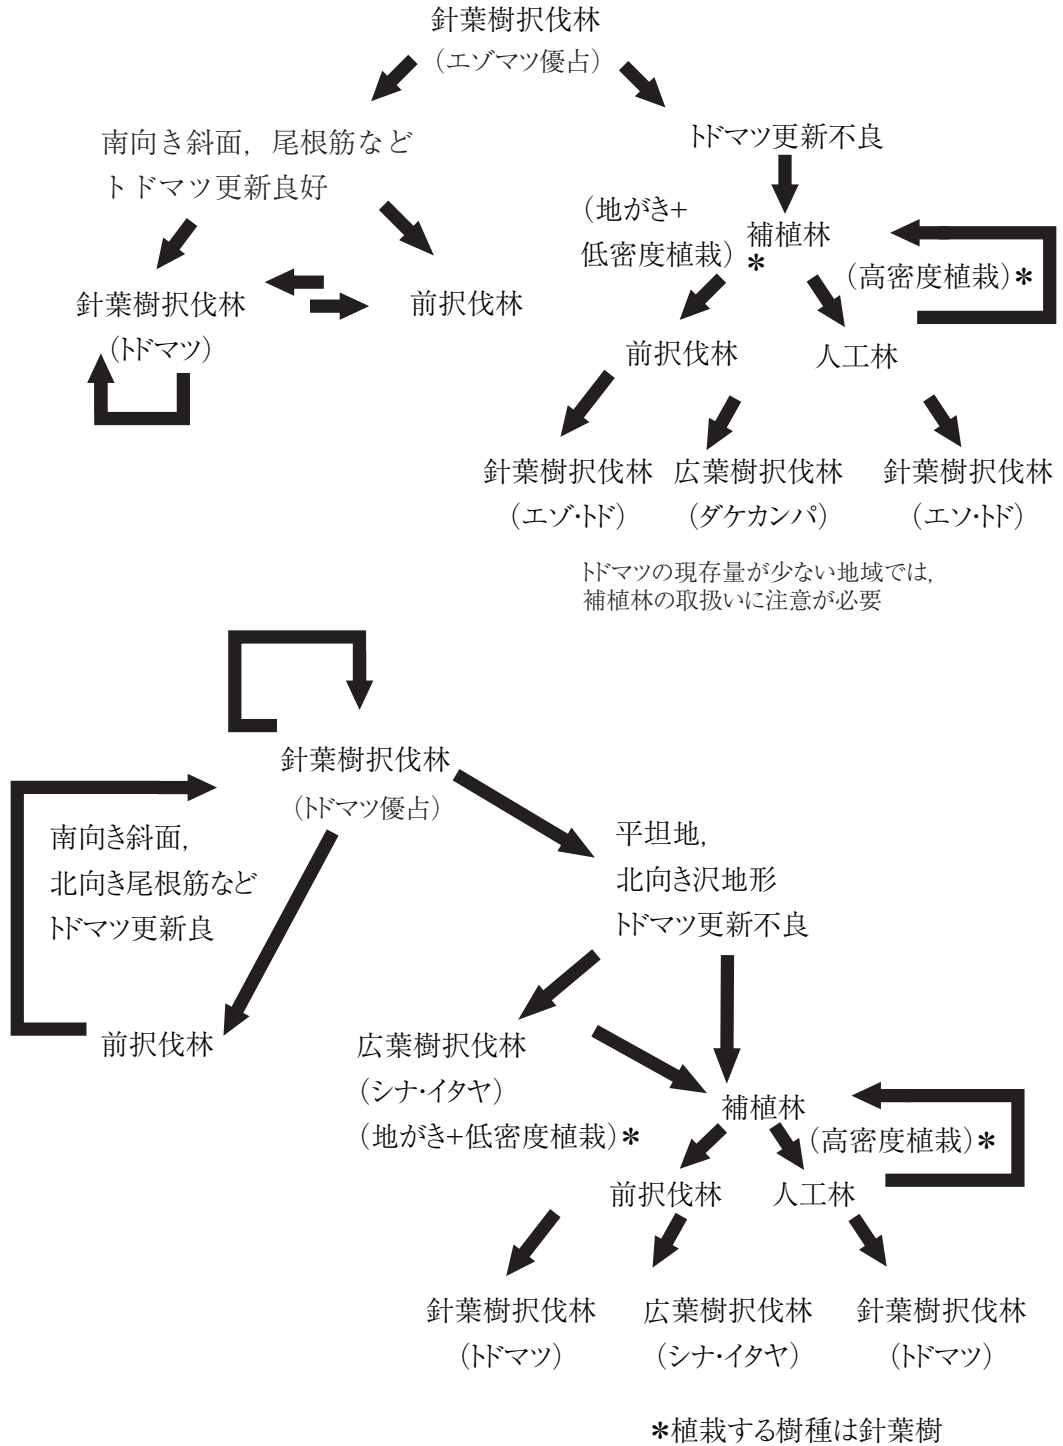 針葉樹択伐林
（エゾマツ優占）
南向き斜面，尾根筋など
トドマツ更新良好
トドマツ更新不良
（地がき+
低密度植栽）
補植林
*
（高密度植栽）*
針葉樹択伐林
（トドマツ）
前択伐林
前択伐林
人工林
針葉樹択伐林
（エゾ・トド）
広葉樹択伐林
（ダケカンパ）
針葉樹択伐林
（エソ・トド）
トドマツの現存量が少ない地域では，
補植林の取扱いに注意が必要
針葉樹択伐林
（トドマツ優占）
南向き斜面，
北向き尾根筋など
トドマツ更新良
平坦地，
北向き沢地形
トドマツ更新不良
前択伐林
広葉樹択伐林
（シナ・イタヤ）
（地がき+低密度植栽）*
補植林
（高密度植栽）*
前択伐林
人工林
針葉樹択伐林
（トドマツ）
広葉樹択伐林
（シナ・イタヤ）
針葉樹択伐林
（トドマツ）
*植栽する樹種は針葉樹